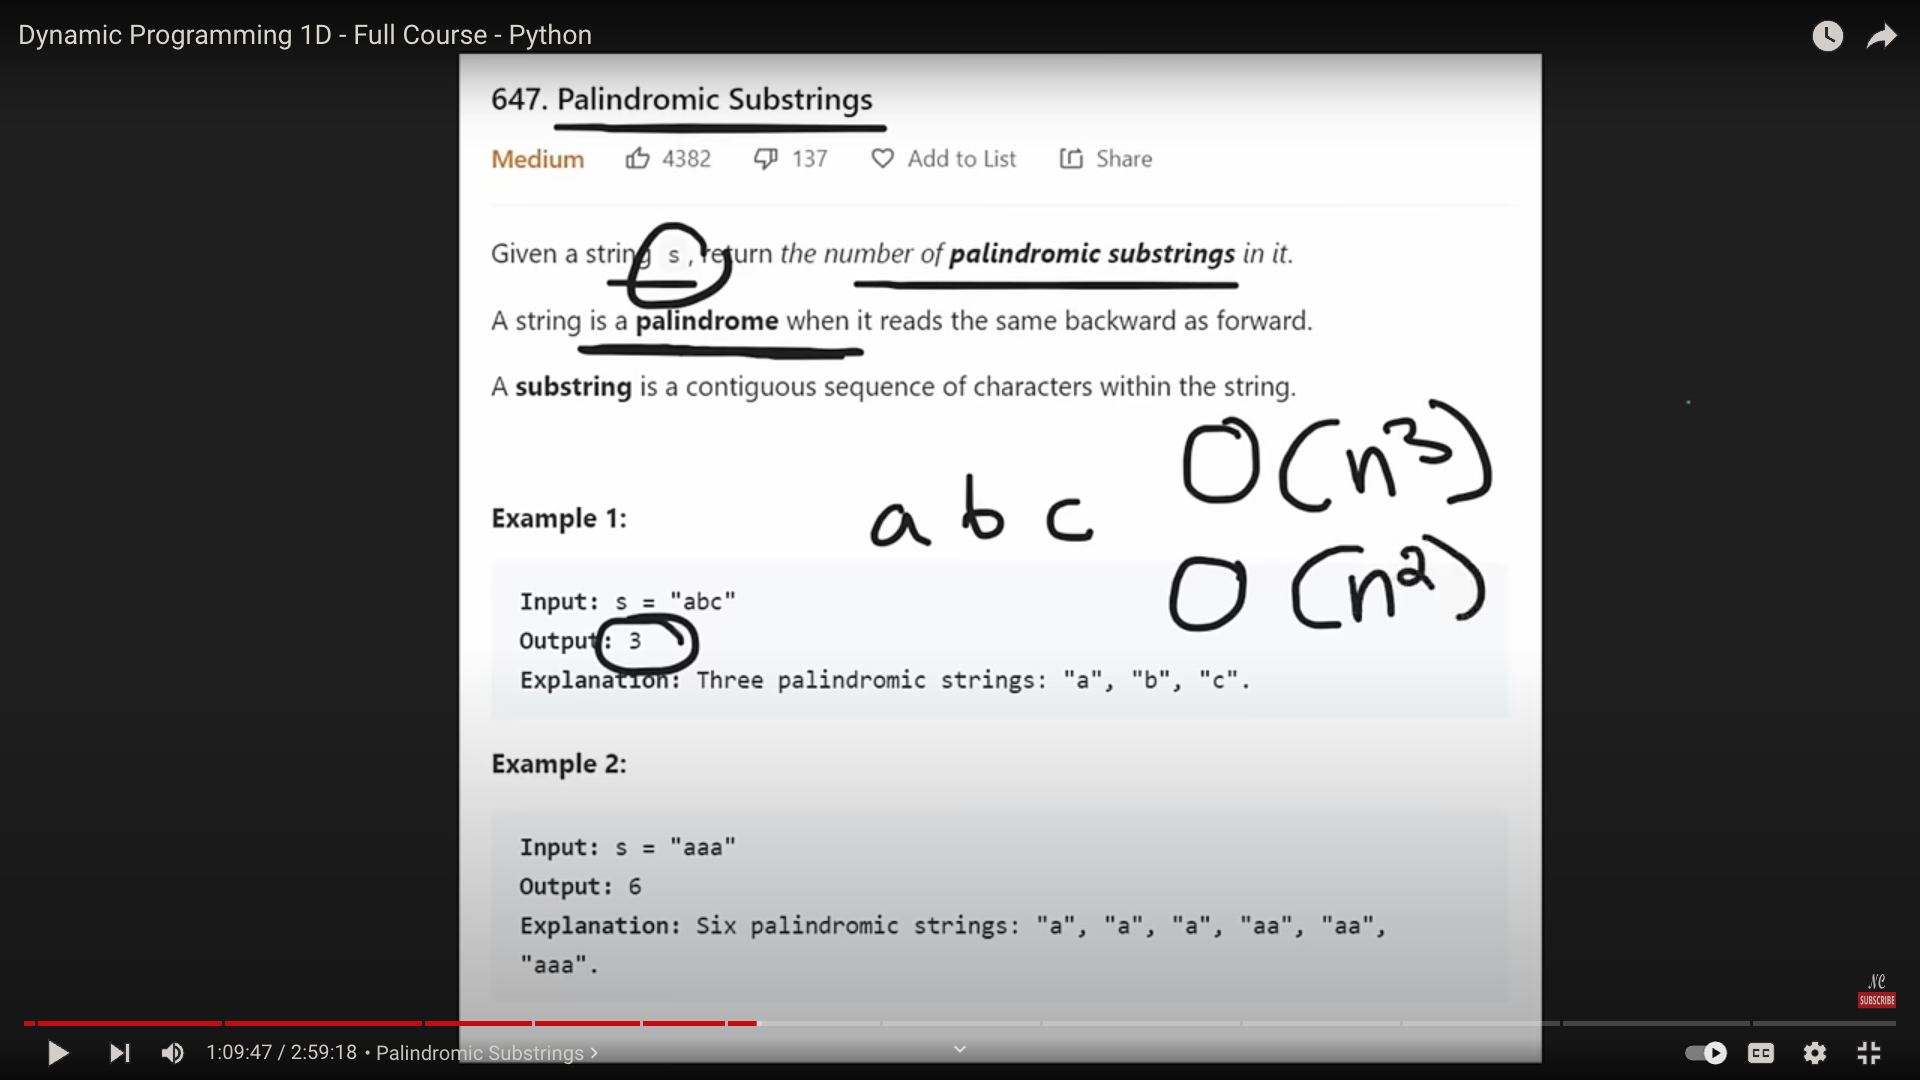 Dynamic Programming 1D - Full Course - Python
647. Palindromic Substrings
Medium 4382 137 Add to List Share
Given a string s, return the number of palindromic substrings in it.
A string is a palindrome when it reads the same backward as forward.
A substring is a contiguous sequence of characters within the string.
O(n³)
Example 1:
a b c
O(n²)
Input: s = "abc"
Output: 3
Explanation: Three palindromic strings: "a", "b", "c".
Example 2:
Input: s = "aaa"
Output: 6
Explanation: Six palindromic strings: "a", "a", "a", "aa", "aa",
"aaa".
NC
SUBSCRIBE
1:09:47 / 2:59:18 • Palindromic Substrings >
CC